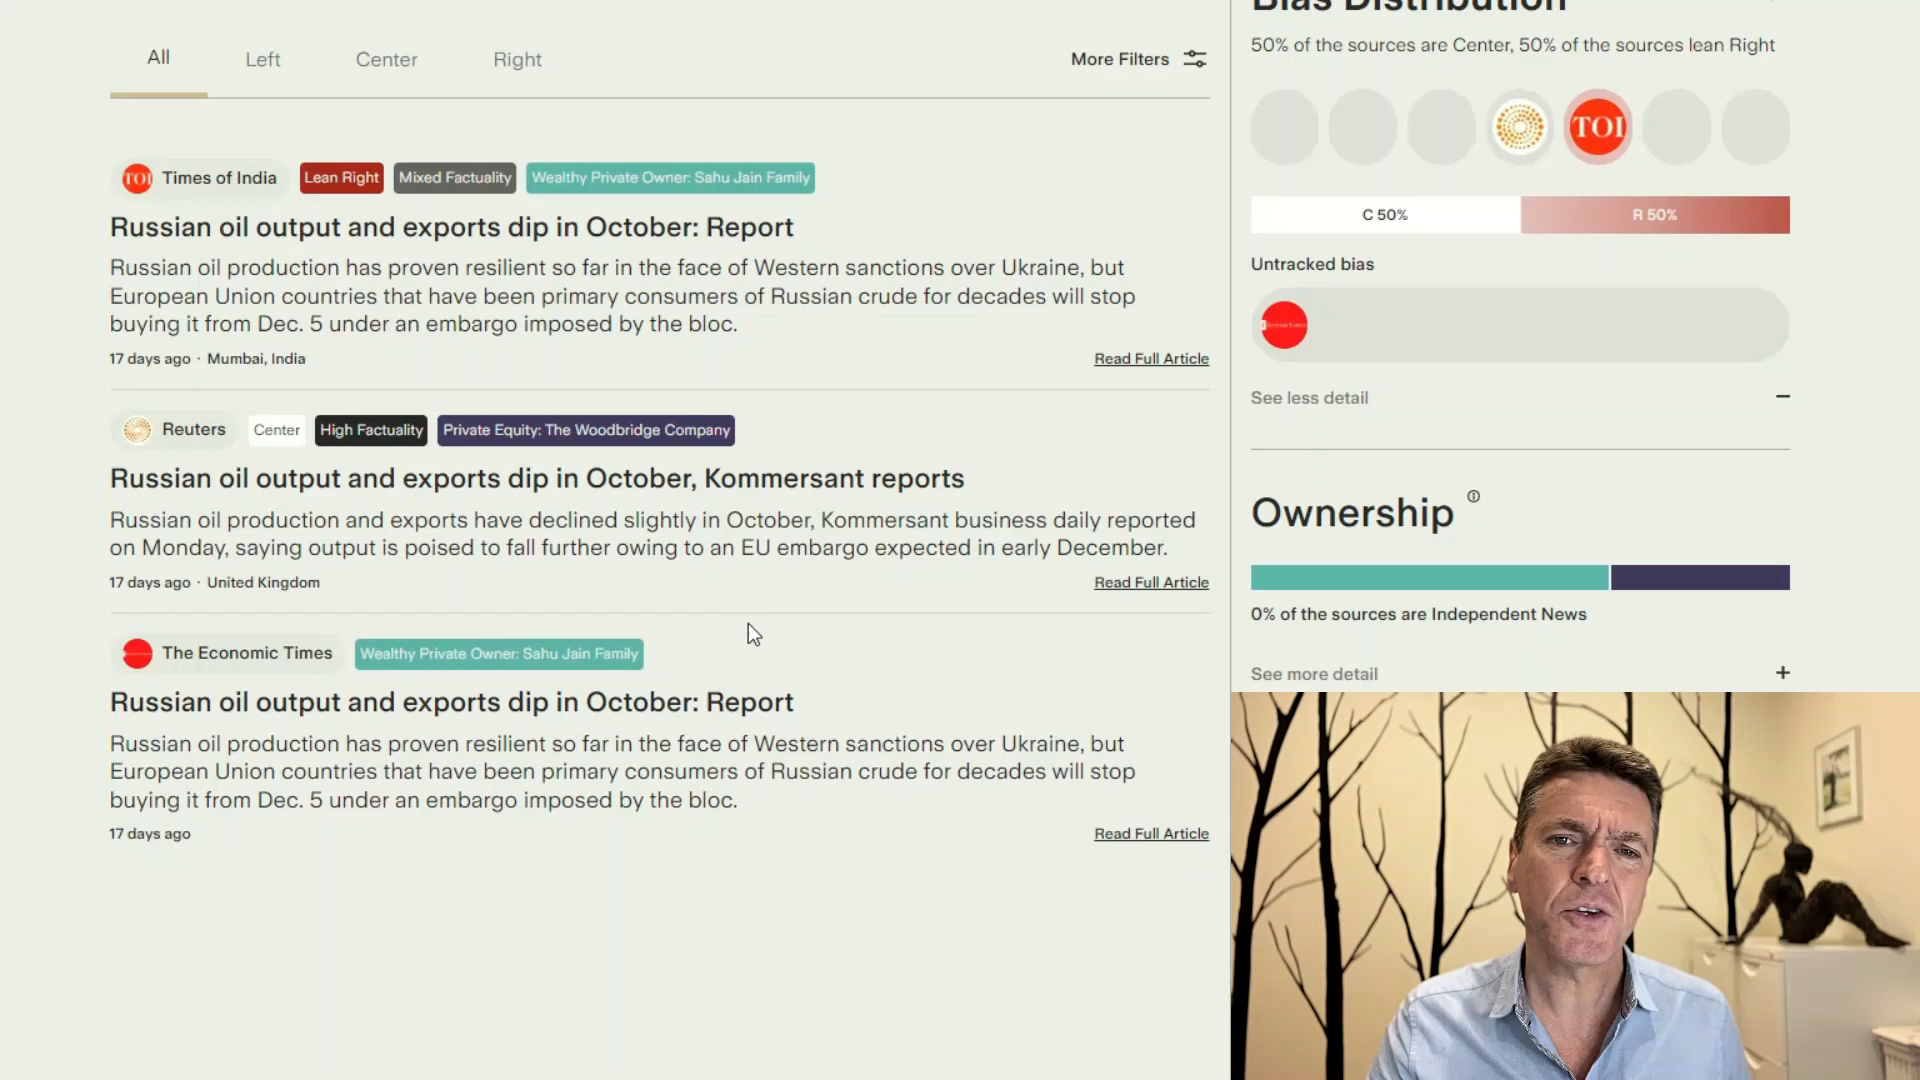 All
Left
Center
Right
More Filters
TOI
Times of India
Lean Right
Mixed Factuality
Wealthy Private Owner: Sahu Jain Family
Russian oil output and exports dip in October: Report
Russian oil production has proven resilient so far in the face of Western sanctions over Ukraine, but
European Union countries that have been primary consumers of Russian crude for decades will stop
buying it from Dec. 5 under an embargo imposed by the bloc.
17 days ago · Mumbai, India
Read Full Article
Reuters
Center
High Factuality
Private Equity: The Woodbridge Company
Russian oil output and exports dip in October, Kommersant reports
Russian oil production and exports have declined slightly in October, Kommersant business daily reported
on Monday, saying output is poised to fall further owing to an EU embargo expected in early December.
17 days ago · United Kingdom
Read Full Article
The Economic Times
Wealthy Private Owner: Sahu Jain Family
Russian oil output and exports dip in October: Report
Russian oil production has proven resilient so far in the face of Western sanctions over Ukraine, but
European Union countries that have been primary consumers of Russian crude for decades will stop
buying it from Dec. 5 under an embargo imposed by the bloc.
17 days ago
Read Full Article
Bias Distribution
50% of the sources are Center, 50% of the sources lean Right
TOI
C 50%
R 50%
Untracked bias
See less detail
Ownership
0% of the sources are Independent News
See more detail